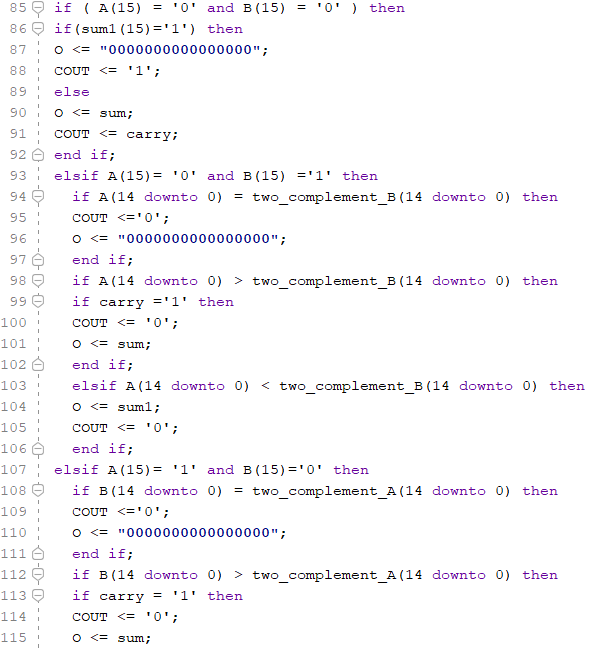 85 if ( A(15) = '0' and B(15) = '0' ) then
86 if(sum1(15)='1') then
87 O <= "0000000000000000";
88 COUT <= '1';
89 else
90 O <= sum;
91 COUT <= carry;
92 end if;
93 elsif A(15)= '0' and B(15) ='1' then
94 if A(14 downto 0) = two_complement_B(14 downto 0) then
95 COUT <='0';
96 O <= "0000000000000000";
97 end if;
98 if A(14 downto 0) > two_complement_B(14 downto 0) then
99 if carry ='1' then
100 COUT <= '0';
101 O <= sum;
102 end if;
103 elsif A(14 downto 0) < two_complement_B(14 downto 0) then
104 O <= sum1;
105 COUT <= '0';
106 end if;
107 elsif A(15)= '1' and B(15)='0' then
108 if B(14 downto 0) = two_complement_A(14 downto 0) then
109 COUT <='0';
110 O <= "0000000000000000";
111 end if;
112 if B(14 downto 0) > two_complement_A(14 downto 0) then
113 if carry = '1' then
114 COUT <= '0';
115 O <= sum;